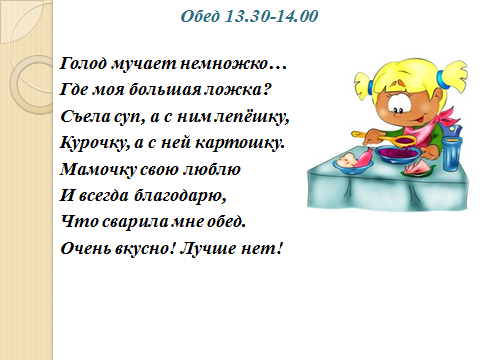 Обед 13.30-14.00
Голод мучает немножко…
Где моя большая ложка?
Съела суп, а с ним лепёшку,
Курочку, а с ней картошку.
Мамочку свою люблю
И всегда благодарю,
Что сварила мне обед.
Очень вкусно! Лучше нет!